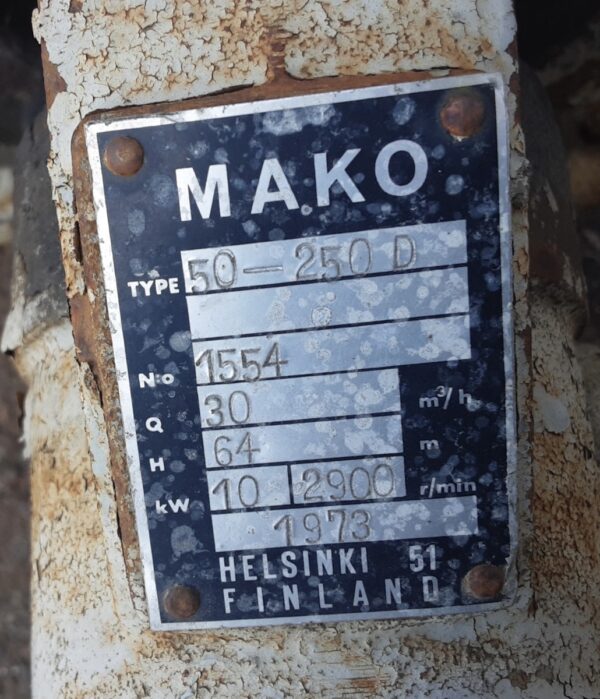 MAKO
TYPE 50-250 D
No 1554
Q 30 m³/h
H 64 m
kW 10 2900 r/min
1973
HELSINKI 51
FINLAND